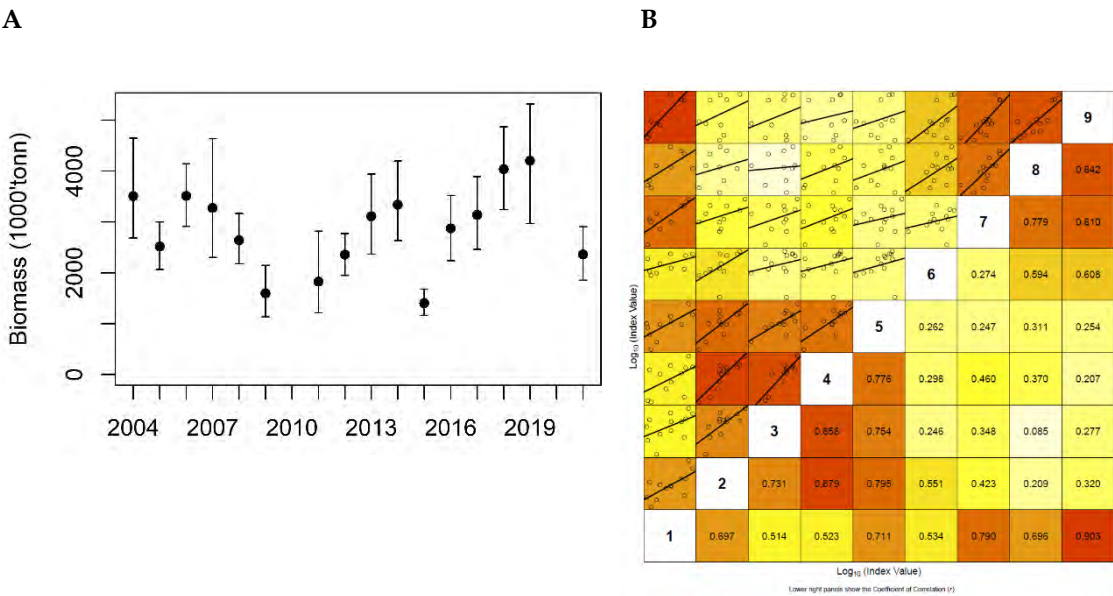 A
B
Biomass (1000'tonn)
4000
2000
0
2004 2007 2010 2013 2016 2019
Log10 (Index Value)
9
8 0.842
7 0.779 0.810
6 0.274 0.594 0.608
5 0.262 0.247 0.311 0.254
4 0.776 0.298 0.460 0.370 0.207
3 0.858 0.754 0.246 0.348 0.085 0.277
2 0.731 0.879 0.795 0.551 0.423 0.209 0.320
1 0.697 0.514 0.523 0.711 0.534 0.790 0.696 0.903
Log10 (Index Value)
Lower right panels show the Coefficient of Correlation (r)